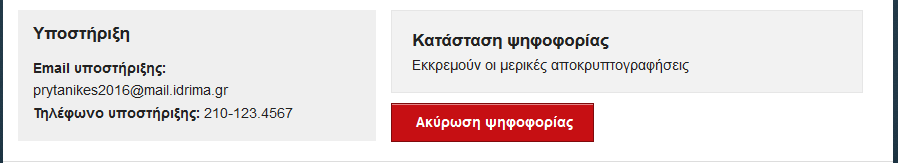 Υποστήριξη
Email υποστήριξης:
prytanikes2016@mail.idrima.gr
Τηλέφωνο υποστήριξης: 210-123.4567
Κατάσταση ψηφοφορίας
Εκκρεμούν οι μερικές αποκρυπτογραφήσεις
Ακύρωση ψηφοφορίας